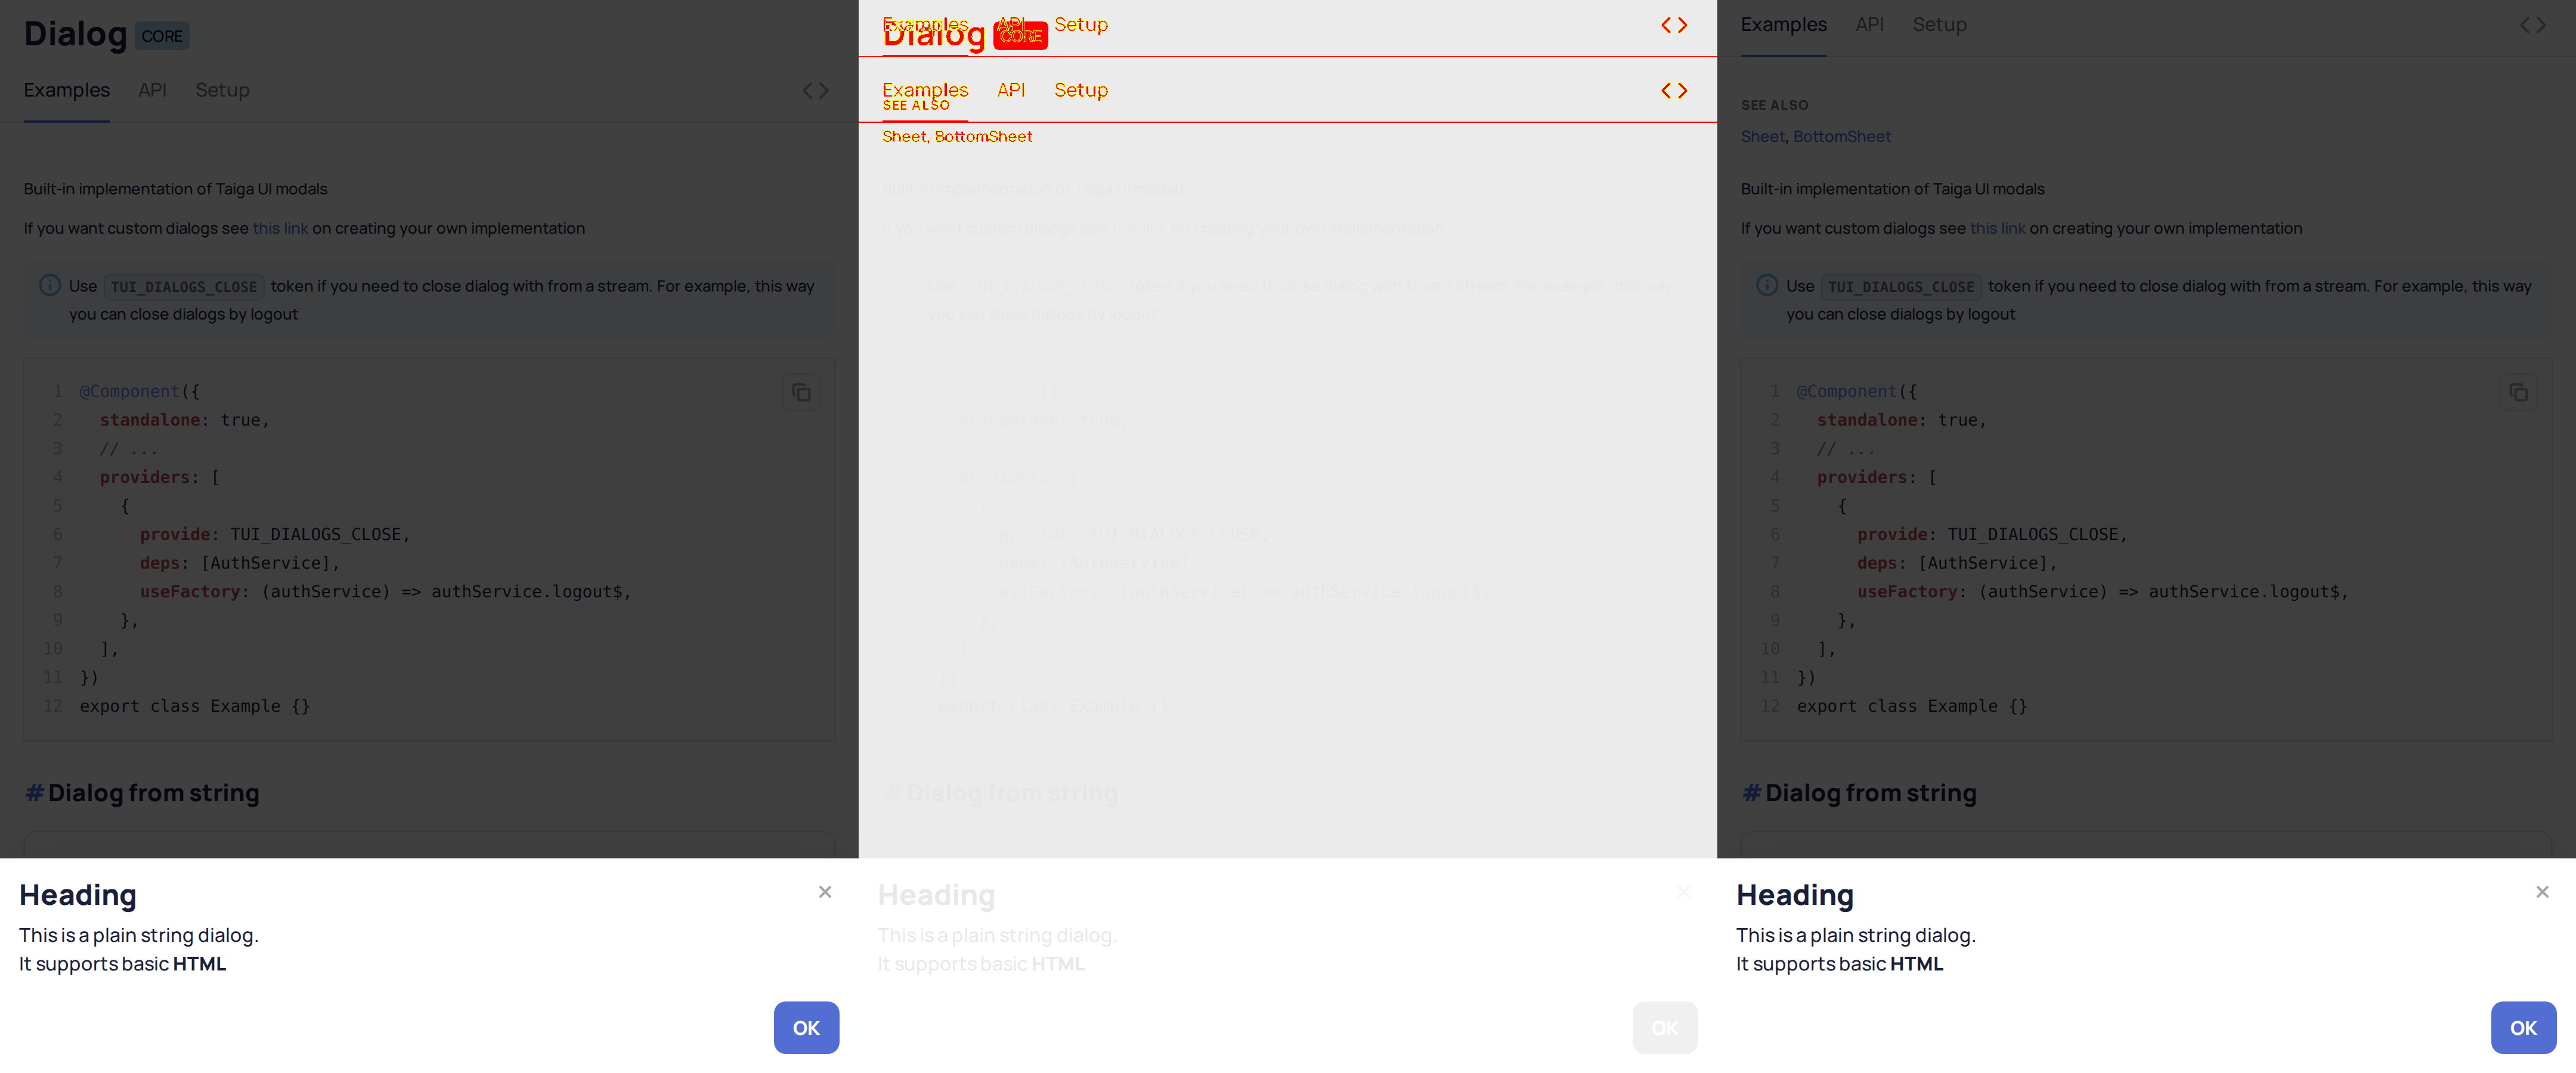 Dialog CORE
Examples API Setup
Built-in implementation of Taiga UI modals
If you want custom dialogs see this link on creating your own implementation
Use TUI_DIALOGS_CLOSE token if you need to close dialog with from a stream. For example, this way
you can close dialogs by logout
1 @Component({
2 standalone: true,
3 // ...
4 providers: [
5 {
6 provide: TUI_DIALOGS_CLOSE,
7 deps: [AuthService],
8 useFactory: (authService) => authService.logout$,
9 },
10 ],
11 })
12 export class Example {}
# Dialog from string
Heading
This is a plain string dialog.
It supports basic HTML
OK
Examples API Setup
Dialog CORE
Examples API Setup
SEE ALSO
Sheet, BottomSheet
Built-in implementation of Taiga UI modals
If you want custom dialogs see this link on creating your own implementation
Use TUI_DIALOGS_CLOSE token if you need to close dialog with from a stream. For example, this way
you can close dialogs by logout
@Component({
standalone: true,
//
providers: [
{
provide: TUI_DIALOGS_CLOSE,
deps: [AuthService],
useFactory: (authService) => authService.logout$,
},
],
})
export class Example {}
# Dialog from string
Heading
This is a plain string dialog.
It supports basic HTML
OK
Examples API Setup
SEE ALSO
Sheet, BottomSheet
Built-in implementation of Taiga UI modals
If you want custom dialogs see this link on creating your own implementation
Use TUI_DIALOGS_CLOSE token if you need to close dialog with from a stream. For example, this way
you can close dialogs by logout
1 @Component({
2 standalone: true,
3 // ...
4 providers: [
5 {
6 provide: TUI_DIALOGS_CLOSE,
7 deps: [AuthService],
8 useFactory: (authService) => authService.logout$,
9 },
10 ],
11 })
12 export class Example {}
# Dialog from string
Heading
This is a plain string dialog.
It supports basic HTML
OK